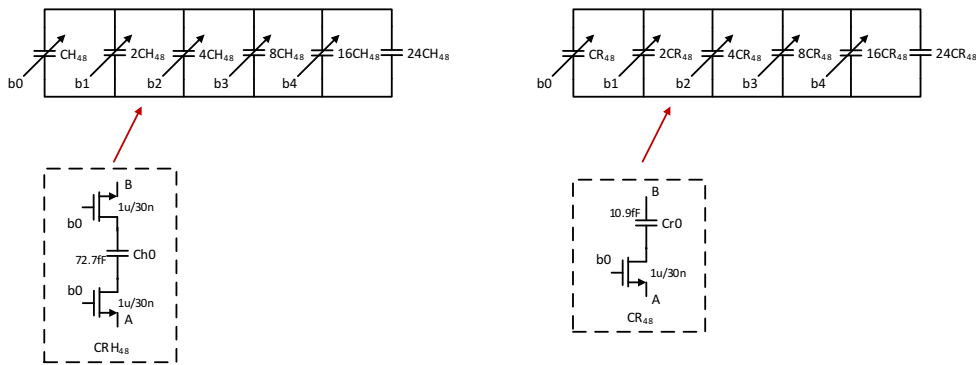 CH₄₈ 2CH₄₈ 4CH₄₈ 8CH₄₈ 16CH₄₈ 24CH₄₈
b0 b1 b2 b3 b4
CR₄₈ 2CR₄₈ 4CR₄₈ 8CR₄₈ 16CR₄₈ 24CR₄₈
b0 b1 b2 b3 b4
B
1u/30n
b0
72.7fF Ch0
b0
1u/30n
A
CRH₄₈
B
10.9fF
Cr0
b0
1u/30n
A
CR₄₈